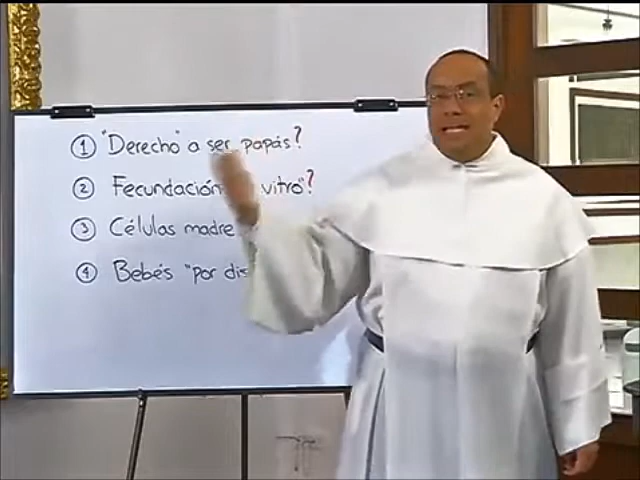 ① "Derecho" a ser papás?
② Fecundación vitro"?
③ Células madre
④ Bebés "por